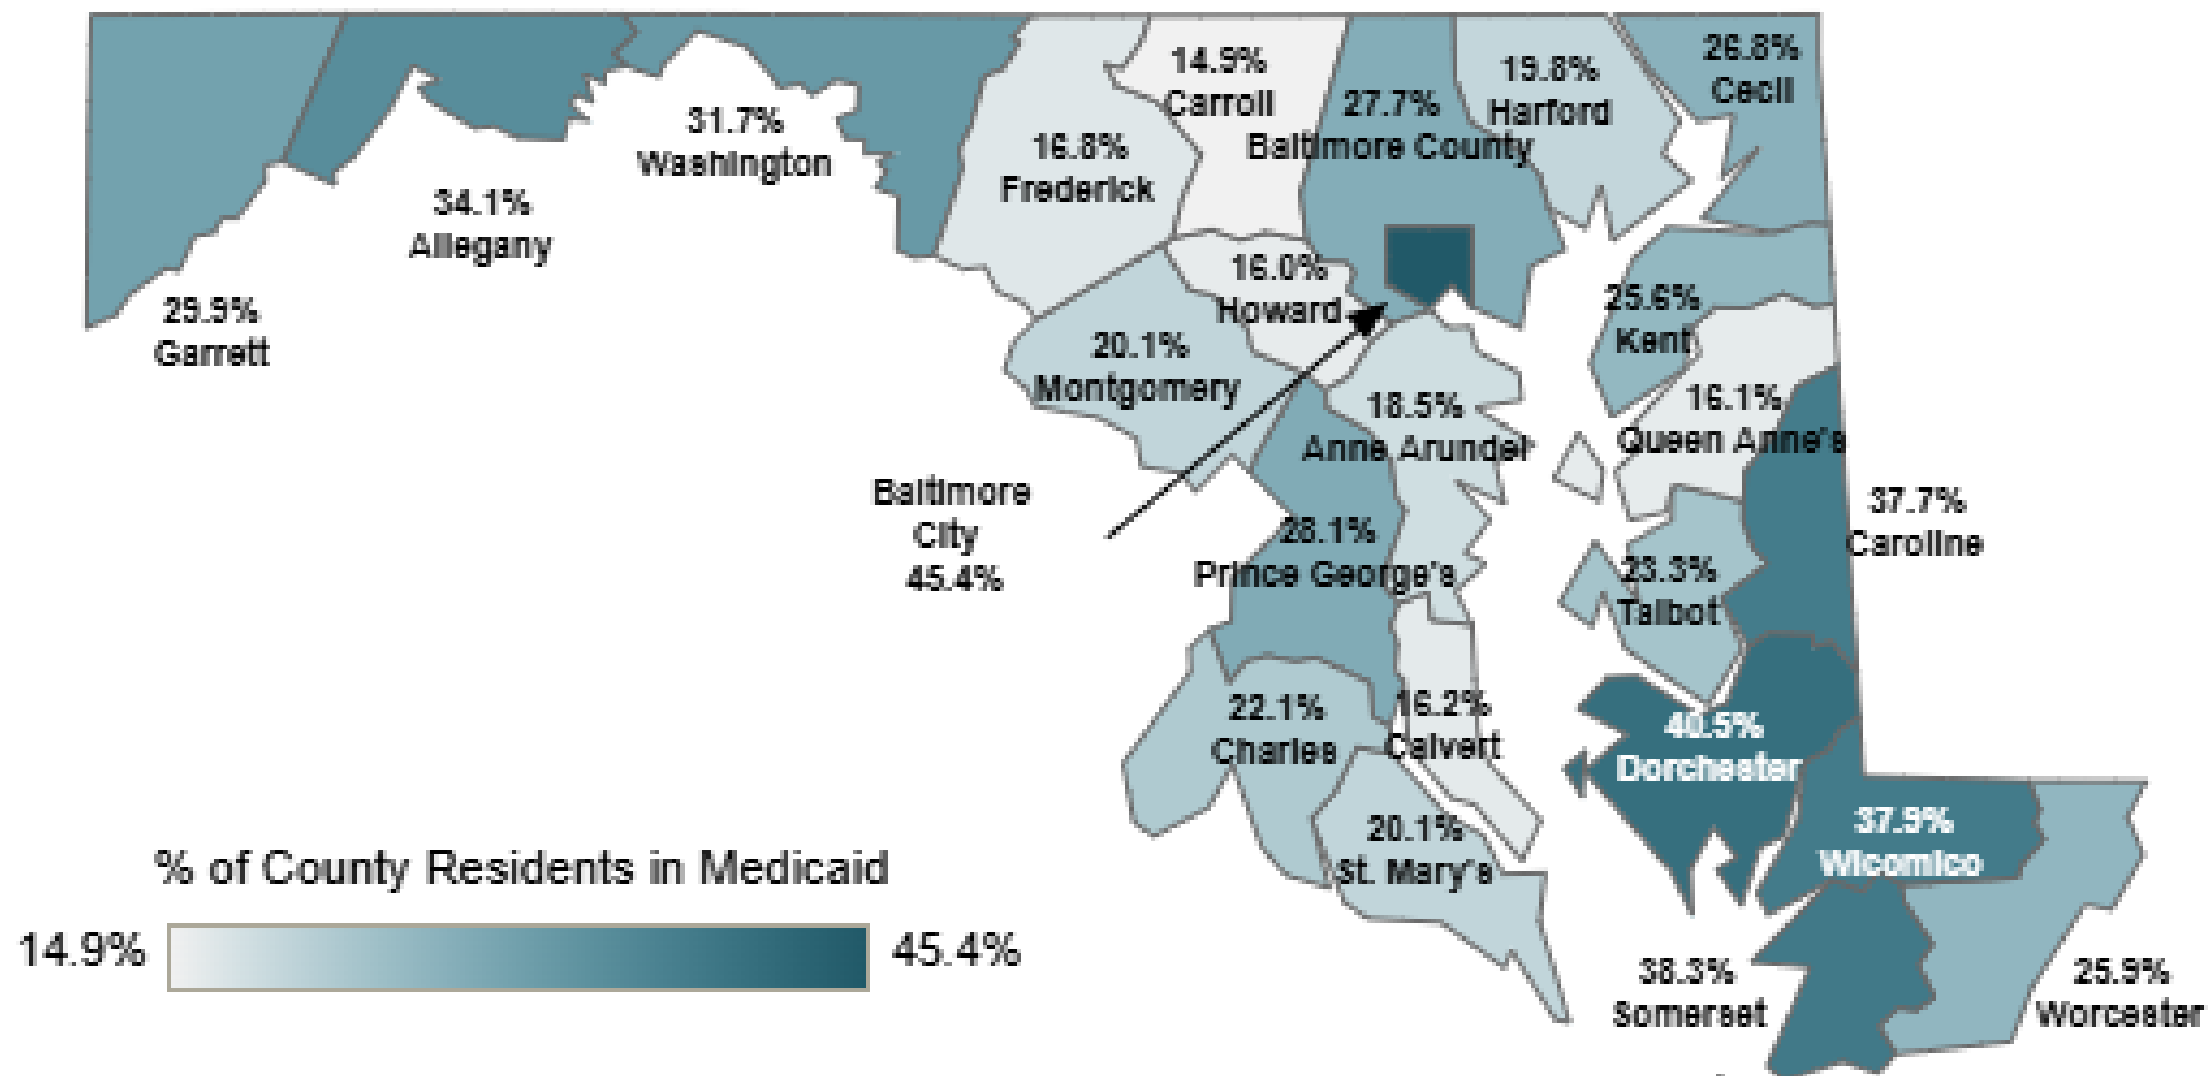 14.9%
Carroll
19.8%
Harford
26.8%
Cecil
27.7%
Baltimore County
31.7%
Washington
16.8%
Frederick
34.1%
Allegany
29.9%
Garrett
16.0%
Howard
25.6%
Kent
20.1%
Montgomery
18.5%
Anne Arundel
16.1%
Queen Anne's
Baltimore
City
45.4%
37.7%
Caroline
28.1%
Prince George's
23.3%
Talbot
22.1%
Charles
16.2%
Calvert
40.5%
Dorchester
20.1%
St. Mary's
37.9%
Wicomico
38.3%
Somerset
25.9%
Worcester
% of County Residents in Medicaid
14.9%
45.4%